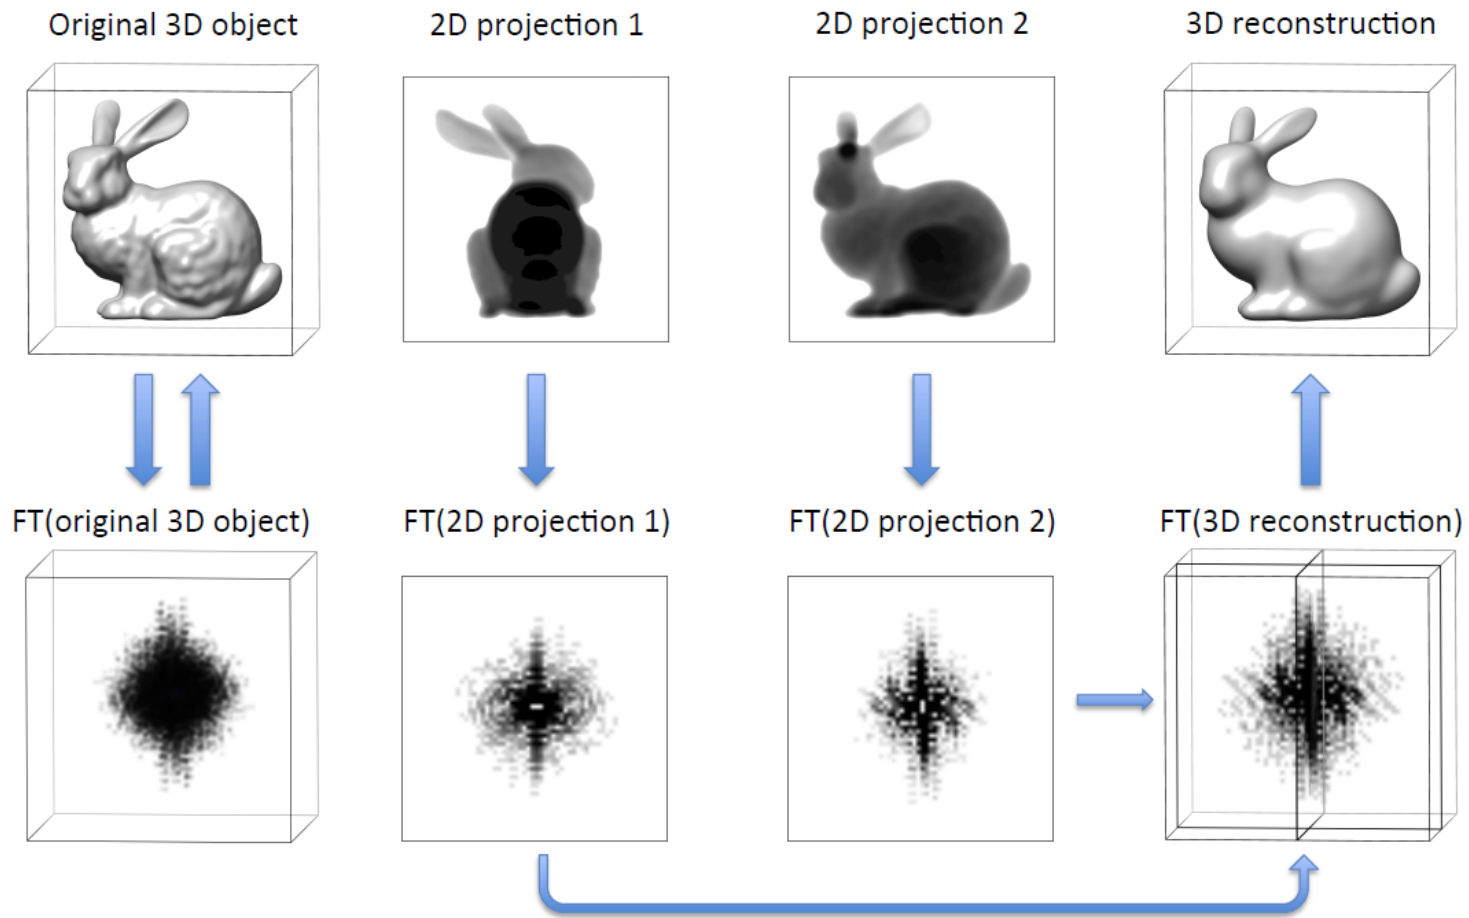 Original 3D object
2D projection 1
2D projection 2
3D reconstruction
FT(original 3D object)
FT(2D projection 1)
FT(2D projection 2)
FT(3D reconstruction)